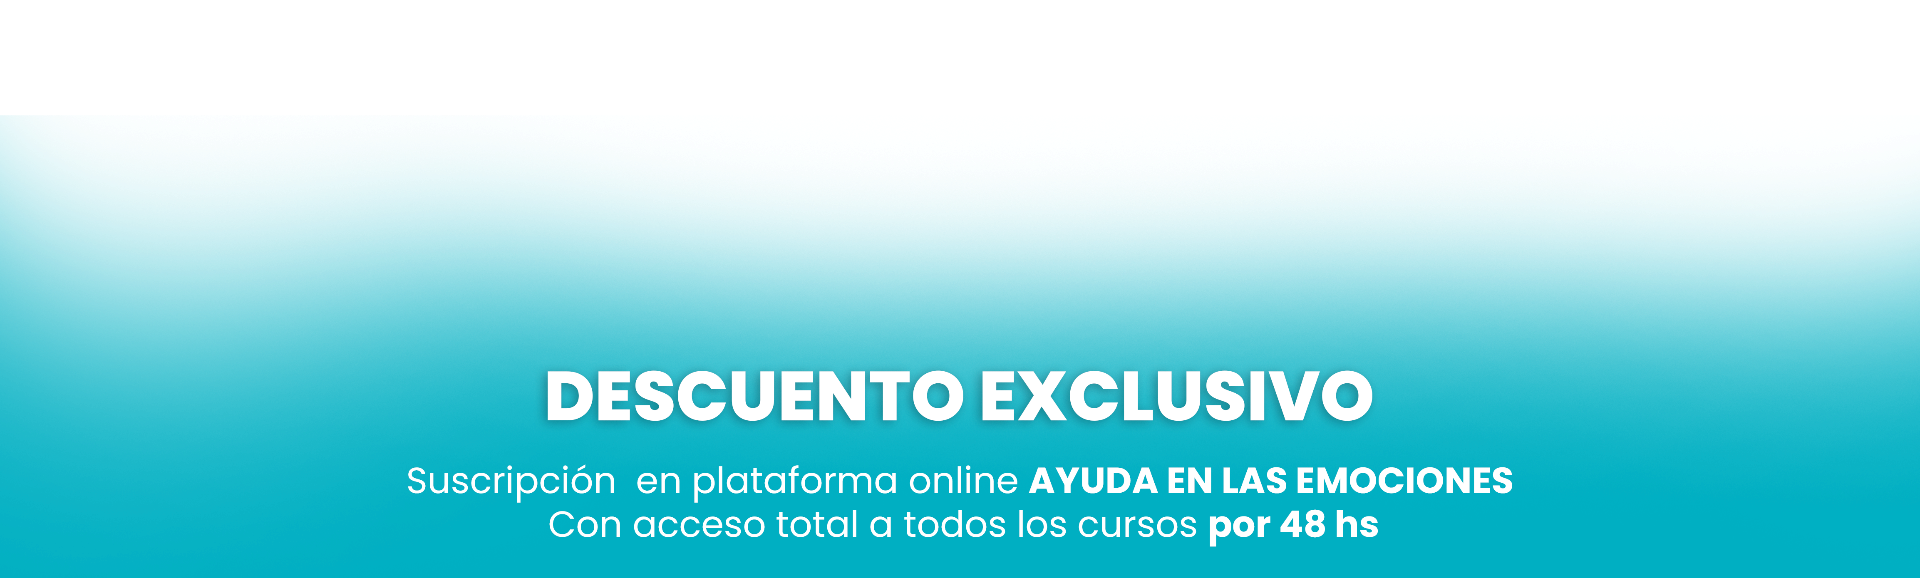 DESCUENTO EXCLUSIVO
Suscripción  en plataforma online AYUDA EN LAS EMOCIONES
Con acceso total a todos los cursos por 48 hs